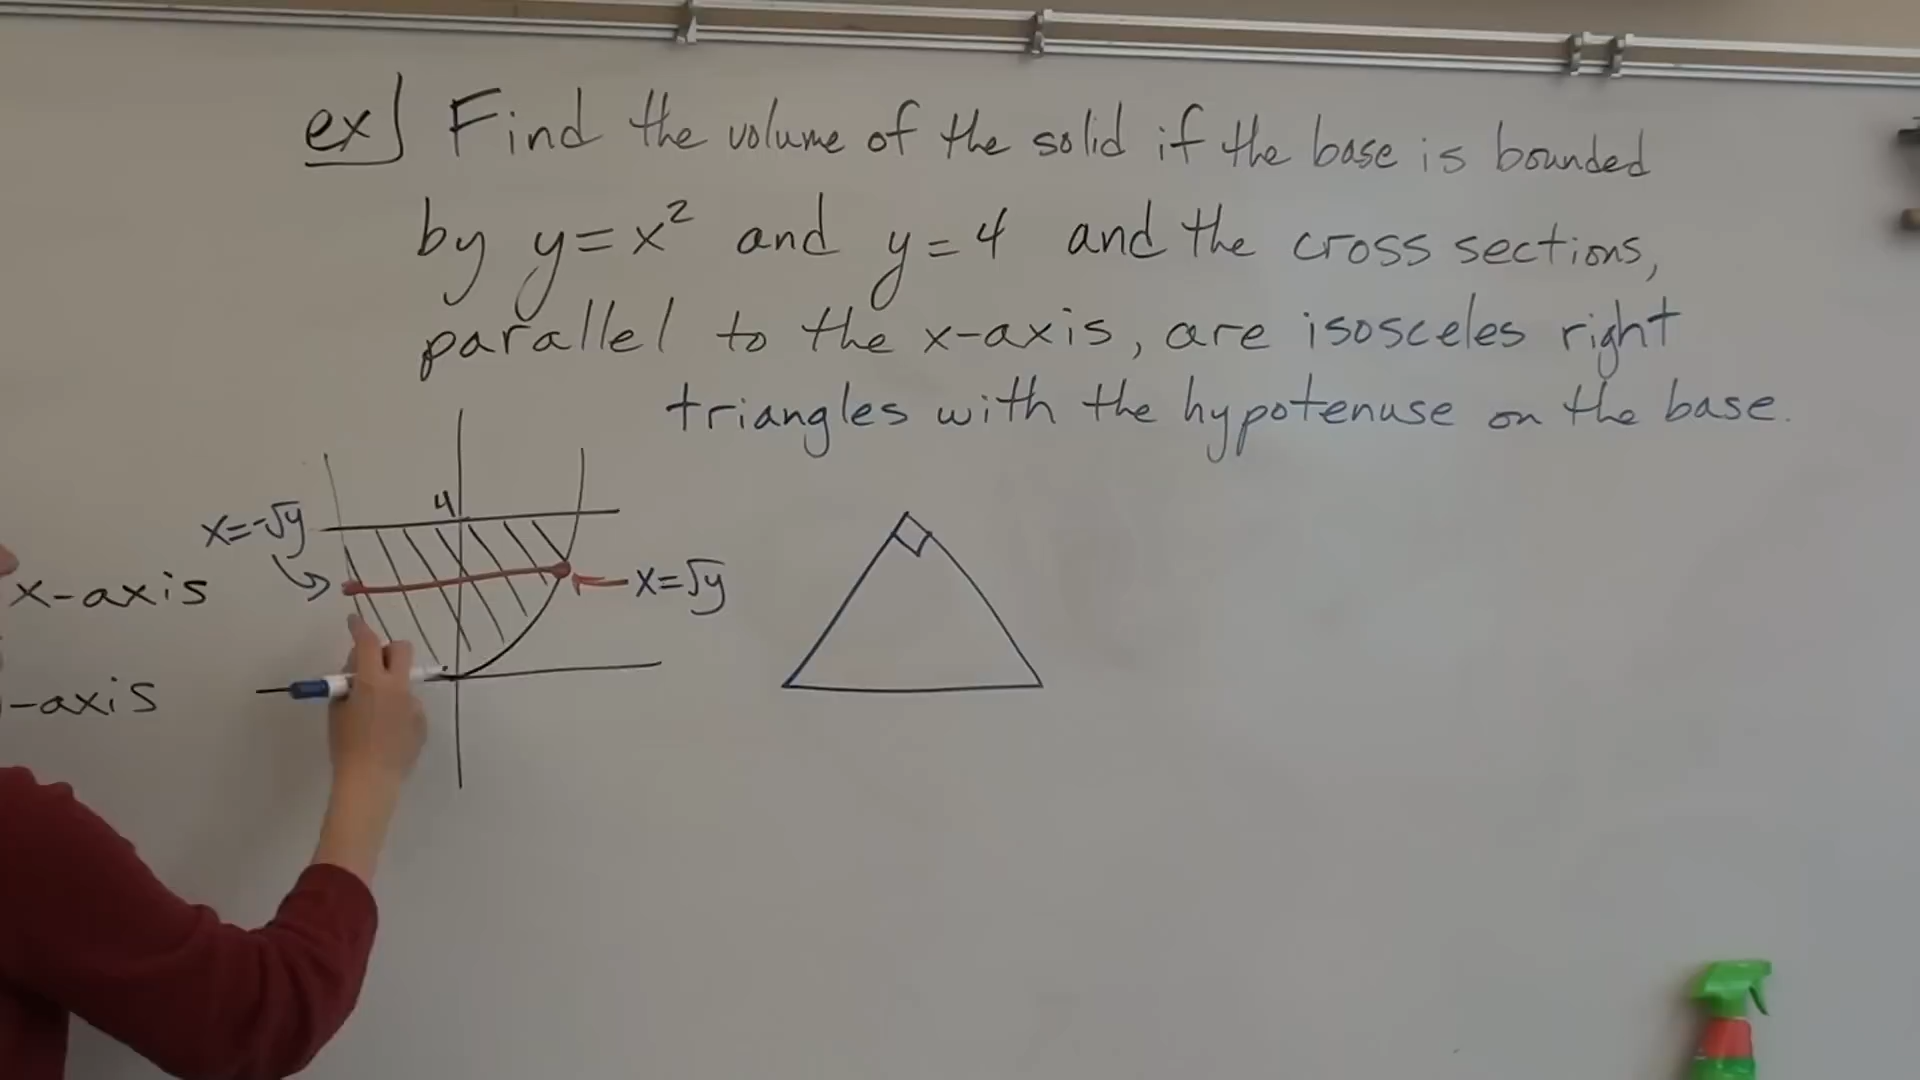 ex] Find the volume of the solid if the base is bounded
by y=x² and y=4 and the cross sections,
parallel to the x-axis, are isosceles right
triangles with the hypotenuse on the base.
4
x=-√y
x-axis
x=√y
-axis